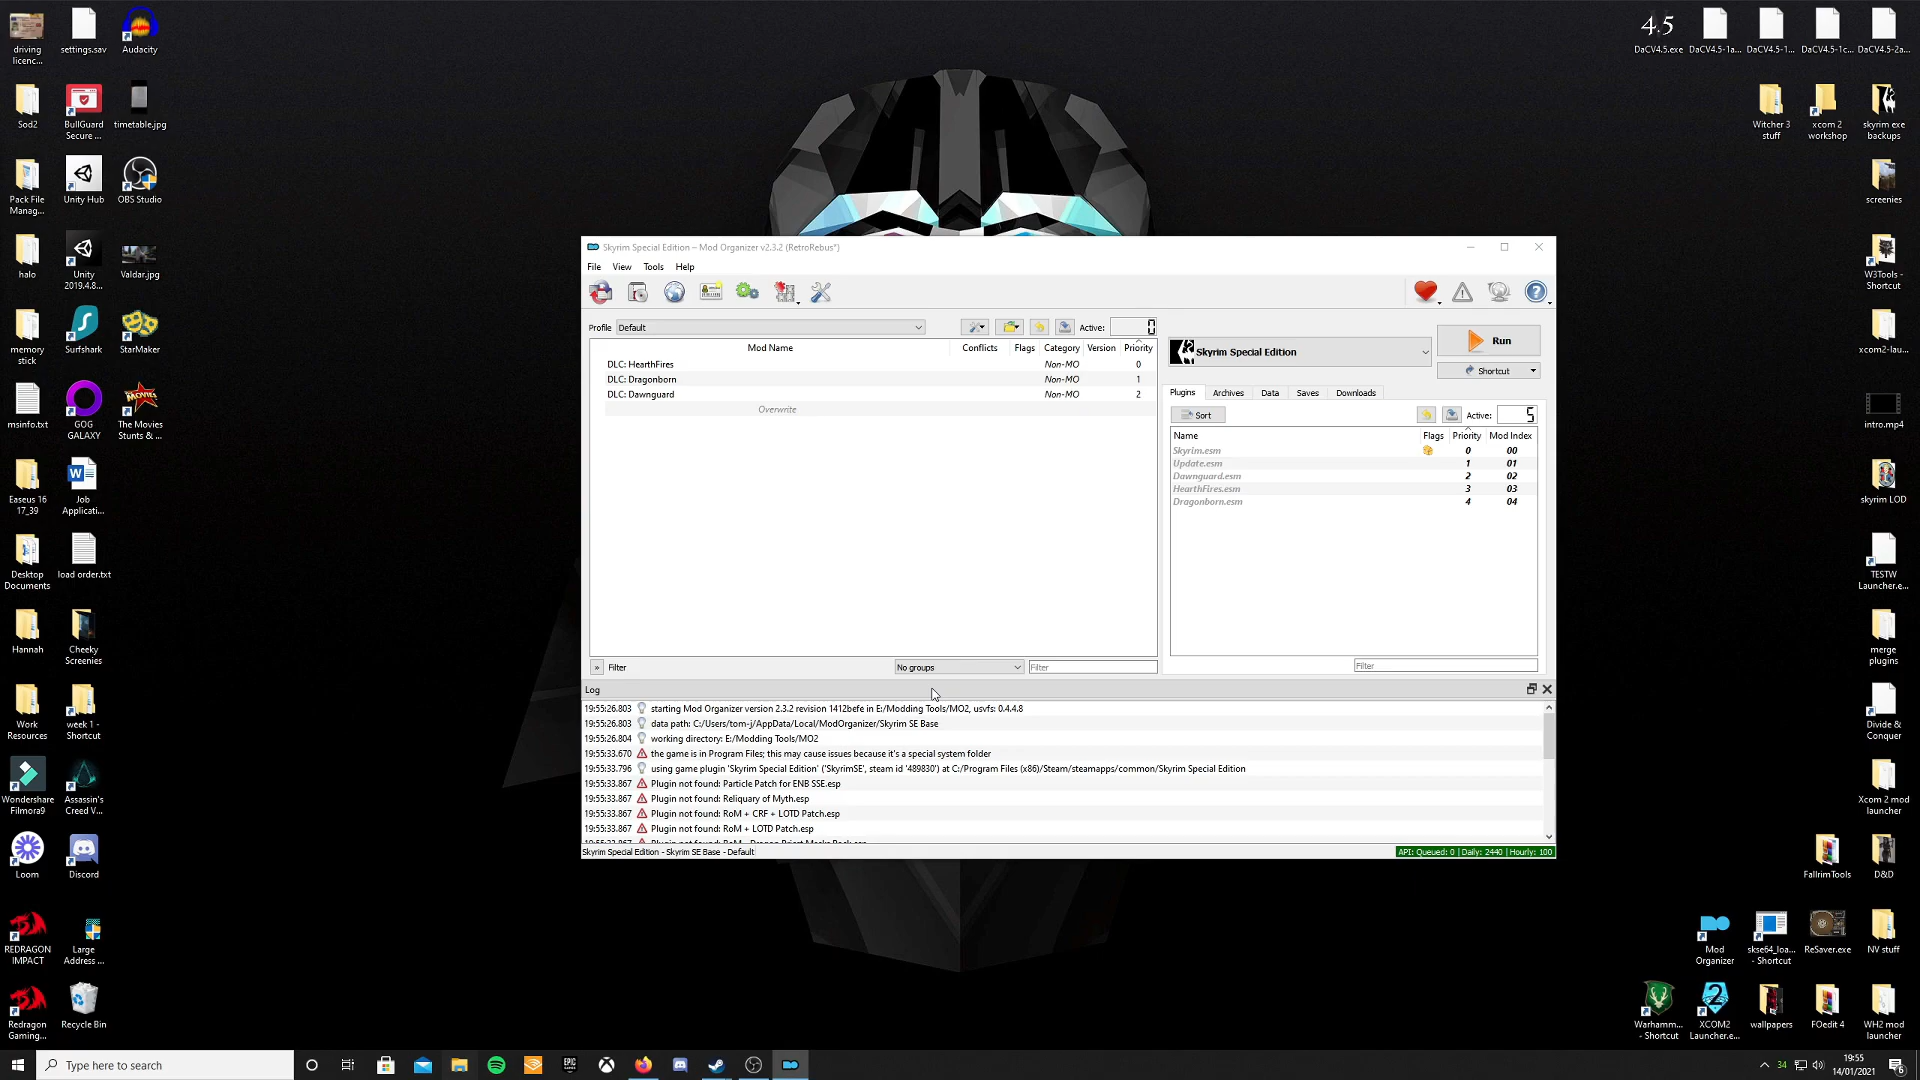 driving
licenc...
settings.sav
Audacity
Sod2
BullGuard
Secure ...
timetable.jpg
Pack File
Manag...
Unity Hub
OBS Studio
halo
Unity
2019.4.8...
Valdar.jpg
memory
stick
Surfshark
StarMaker
msinfo.txt
GOG
GALAXY
The Movies
Stunts & ...
Easeus 16
17_39
Job
Applicati...
Desktop
Documents
load order.txt
Hannah
Cheeky
Screenies
Work
Resources
week 1 -
Shortcut
Wondershare
Filmora9
Assassin's
Creed V...
Loom
Discord
REDRAGON
IMPACT
Large
Address ...
Redragon
Gaming...
Recycle Bin
4.5
DaCV4.5.exe
DaCV4.5-1a...
DaCV4.5-1...
DaCV4.5-1c...
DaCV4.5-2a...
Witcher 3
stuff
xcom 2
workshop
skyrim exe
backups
screenies
W3Tools -
Shortcut
xcom2-lau...
intro.mp4
skyrim LOD
TESTW
Launcher.e...
merge
plugins
Divide &
Conquer
Xcom 2 mod
launcher
FallrimTools
D&D
Mod
Organizer
skse64_loa...
- Shortcut
ReSaver.exe
NV stuff
Warhamm...
- Shortcut
XCOM2
Launcher.e...
wallpapers
FOedit 4
WH2 mod
launcher
Skyrim Special Edition – Mod Organizer v2.3.2 (RetroRebus*)
File View Tools Help
Profile Default Active: 0
Mod Name Conflicts Flags Category Version Priority
DLC: HearthFires Non-MO 0
DLC: Dragonborn Non-MO 1
DLC: Dawnguard Non-MO 2
Overwrite
» Filter No groups Filter
Skyrim Special Edition
Run
Shortcut
Plugins Archives Data Saves Downloads
Sort Active: 5
Name Flags Priority Mod Index
Skyrim.esm 0 00
Update.esm 1 01
Dawnguard.esm 2 02
HearthFires.esm 3 03
Dragonborn.esm 4 04
Filter
Log
19:55:26.803 starting Mod Organizer version 2.3.2 revision 1412befe in E:/Modding Tools/MO2, usvfs: 0.4.4.8
19:55:26.803 data path: C:/Users/tom-j/AppData/Local/ModOrganizer/Skyrim SE Base
19:55:26.804 working directory: E:/Modding Tools/MO2
19:55:33.670 the game is in Program Files; this may cause issues because it's a special system folder
19:55:33.796 using game plugin 'Skyrim Special Edition' ('SkyrimSE', steam id '489830') at C:/Program Files (x86)/Steam/steamapps/common/Skyrim Special Edition
19:55:33.867 Plugin not found: Particle Patch for ENB SSE.esp
19:55:33.867 Plugin not found: Reliquary of Myth.esp
19:55:33.867 Plugin not found: RoM + CRF + LOTD Patch.esp
19:55:33.867 Plugin not found: RoM + LOTD Patch.esp
Skyrim Special Edition - Skyrim SE Base - Default
API: Queued: 0 | Daily: 2440 | Hourly: 100
Type here to search
34
19:55
14/01/2021
6